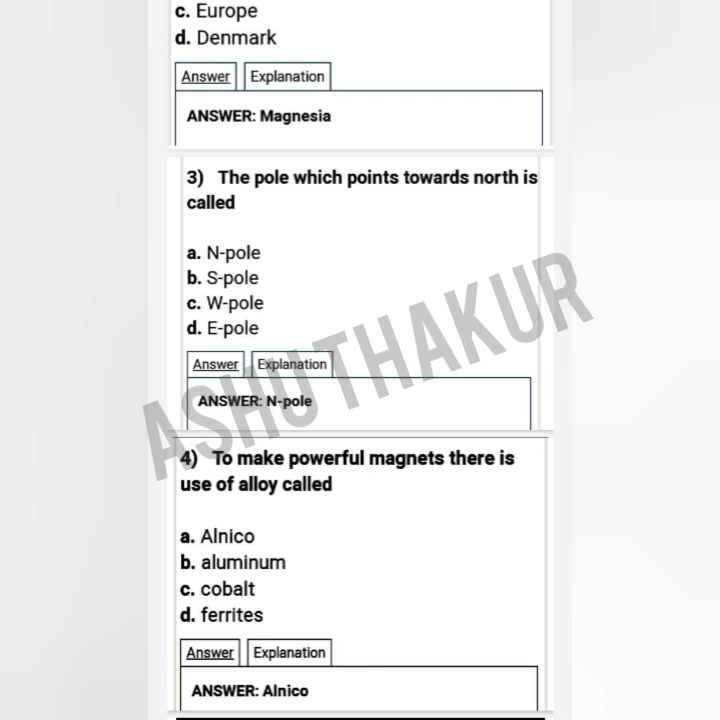 c. Europe
d. Denmark
Answer Explanation
ANSWER: Magnesia
3) The pole which points towards north is
called
a. N-pole
b. S-pole
c. W-pole
d. E-pole
Answer Explanation
ANSWER: N-pole
ASHU THAKUR
4) To make powerful magnets there is
use of alloy called
a. Alnico
b. aluminum
c. cobalt
d. ferrites
Answer Explanation
ANSWER: Alnico